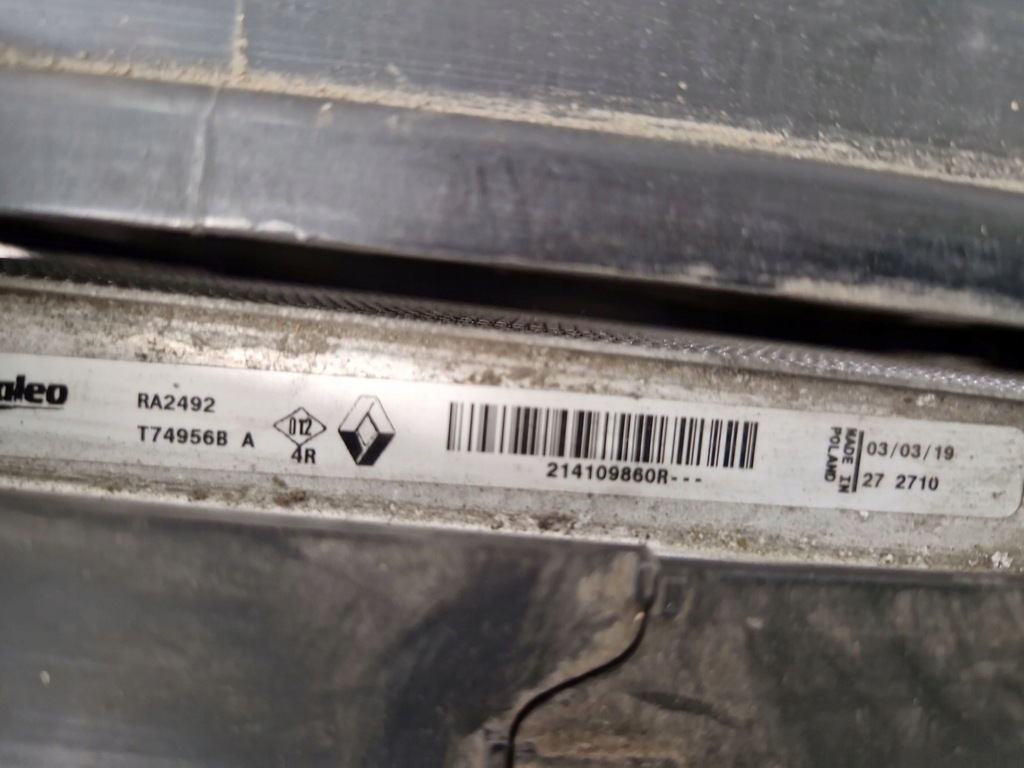 aleo
RA2492
T74956B A
012
4R
214109860R---
MADE IN
POLAND
03/03/19
27 2710